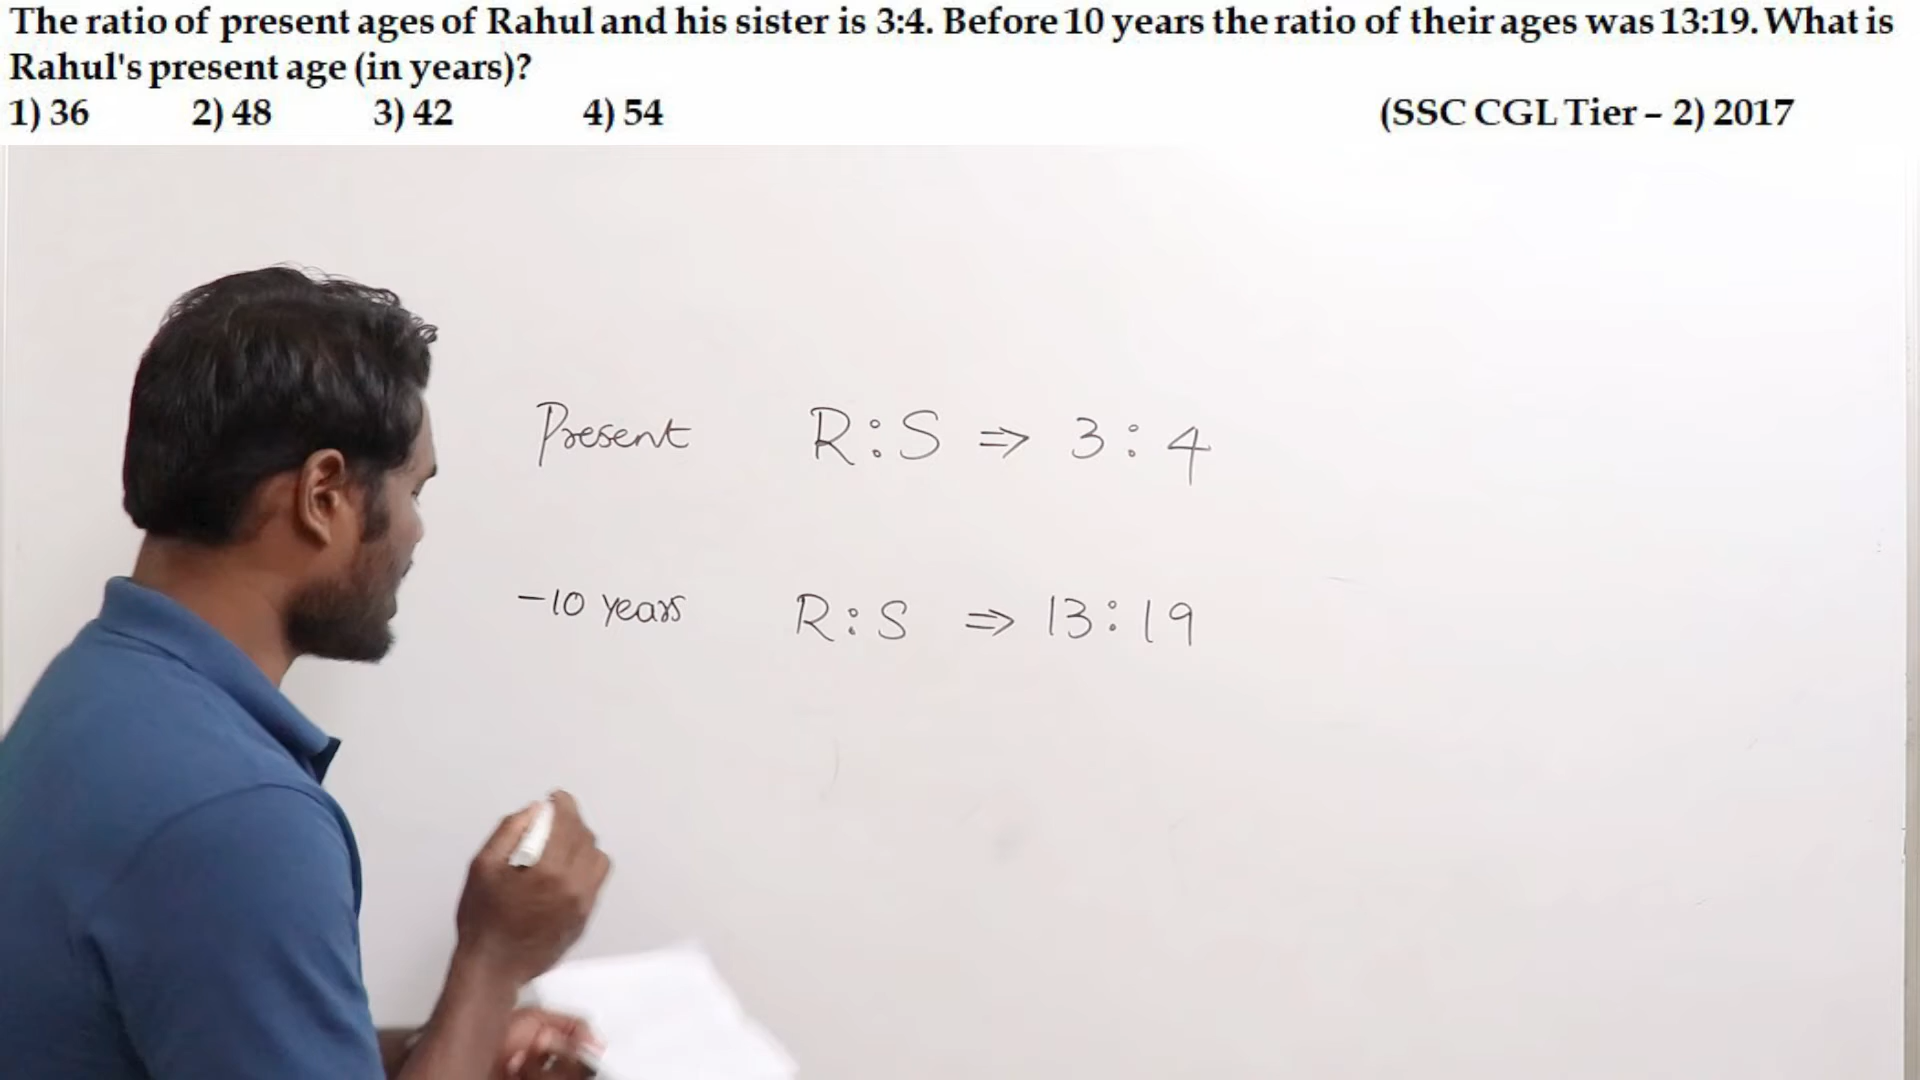 The ratio of present ages of Rahul and his sister is 3:4. Before 10 years the ratio of their ages was 13:19. What is
Rahul's present age (in years)?
1) 36 2) 48 3) 42 4) 54 (SSC CGL Tier – 2) 2017
Present R:S ⇒ 3:4
-10 years R:S ⇒ 13:19